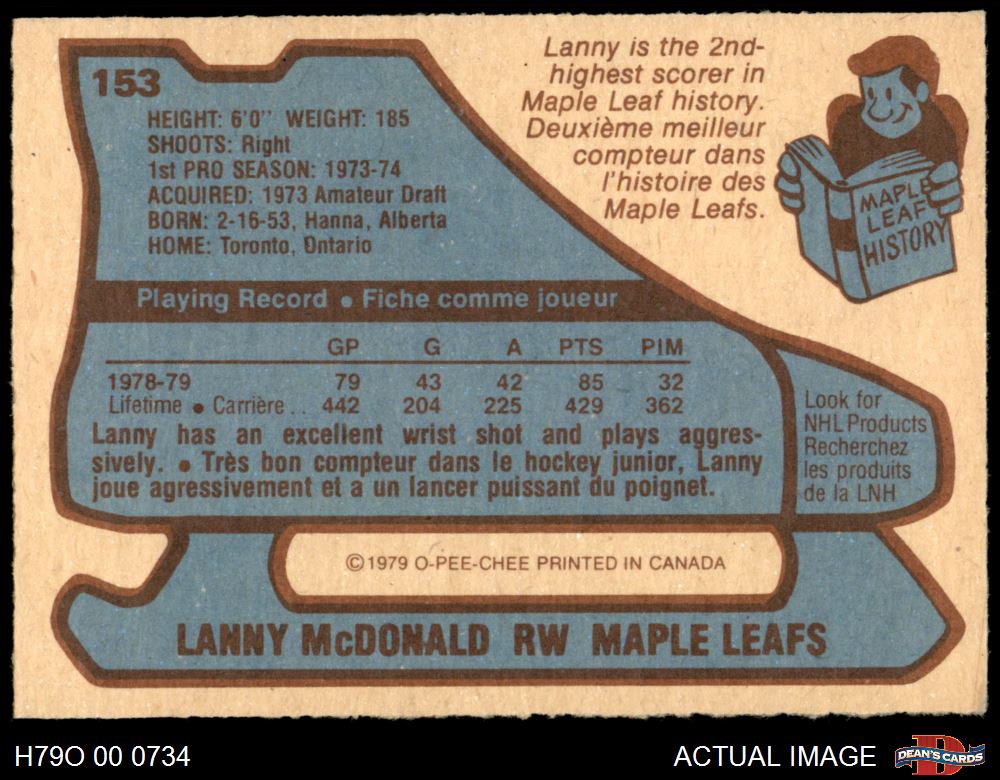 153
HEIGHT: 6'0" WEIGHT: 185
SHOOTS: Right
1st PRO SEASON: 1973-74
ACQUIRED: 1973 Amateur Draft
BORN: 2-16-53, Hanna, Alberta
HOME: Toronto, Ontario
Lanny is the 2nd-
highest scorer in
Maple Leaf history.
Deuxième meilleur
compteur dans
l'histoire des
Maple Leafs.
MAPLE
LEAF
HISTORY
Playing Record • Fiche comme joueur
GP G A PTS PIM
1978-79 79 43 42 85 32
Lifetime • Carrière . . 442 204 225 429 362
Lanny has an excellent wrist shot and plays aggres-
sively. • Très bon compteur dans le hockey junior, Lanny
joue agressivement et a un lancer puissant du poignet.
Look for
NHL Products
Recherchez
les produits
de la LNH
©1979 O-PEE-CHEE PRINTED IN CANADA
LANNY McDONALD RW MAPLE LEAFS
H79O 00 0734
ACTUAL IMAGE
D
DEAN'S CARDS